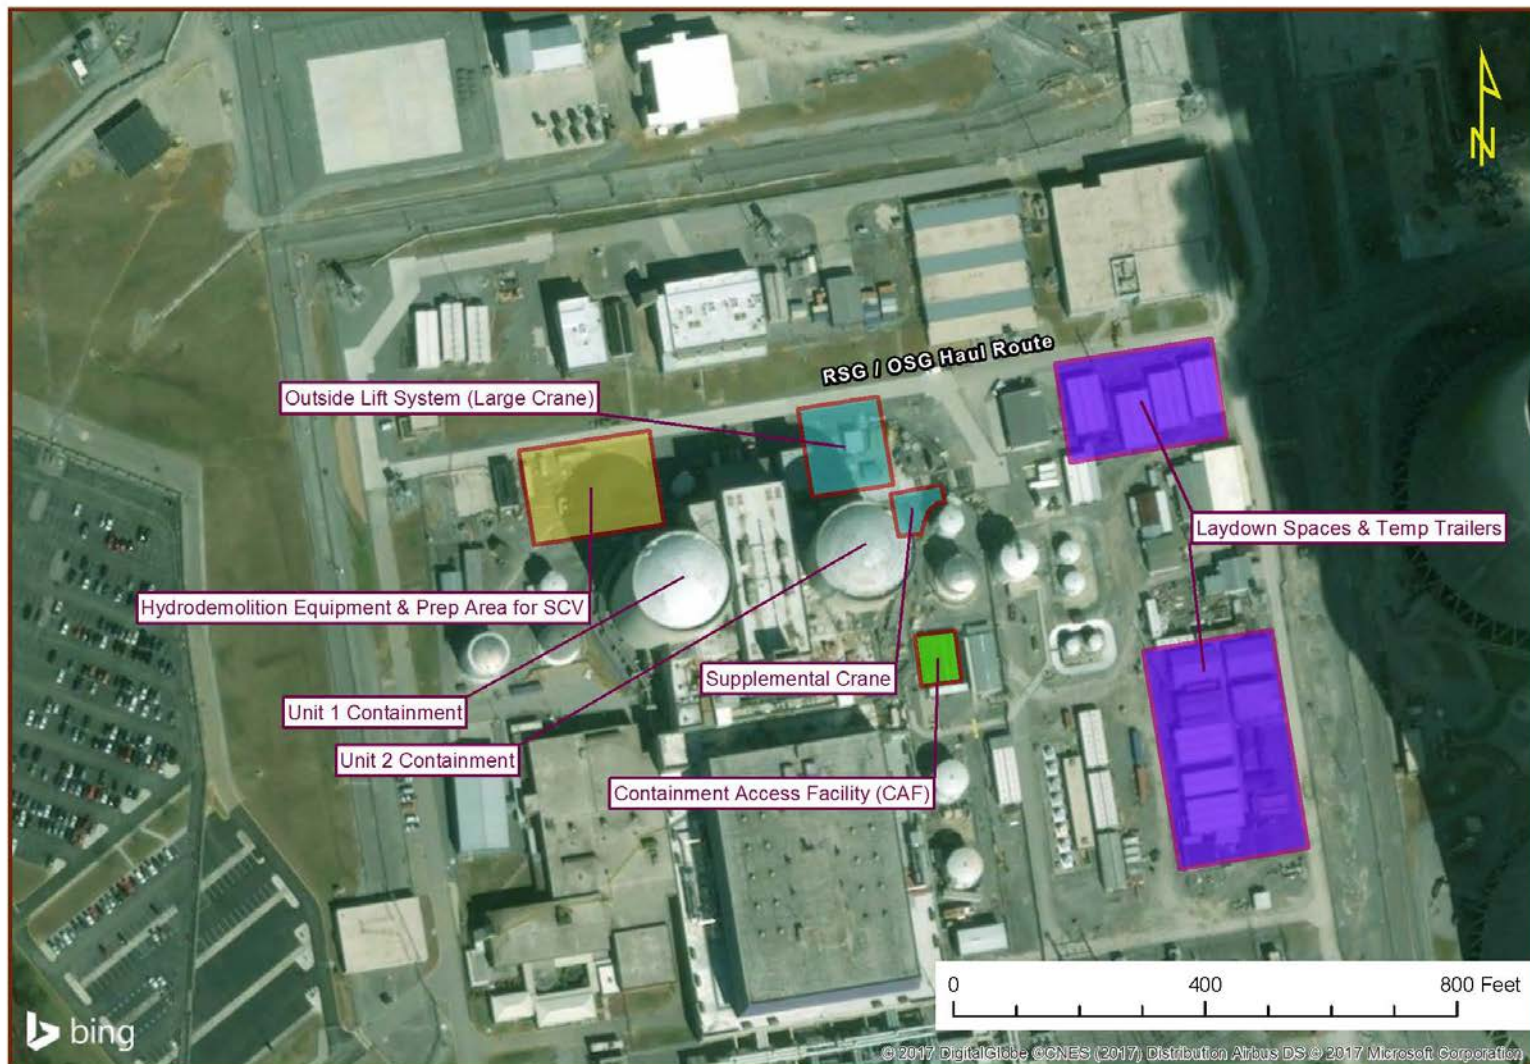 N
RSG / OSG Haul Route
Outside Lift System (Large Crane)
Laydown Spaces & Temp Trailers
Hydrodemolition Equipment & Prep Area for SCV
Supplemental Crane
Unit 1 Containment
Unit 2 Containment
Containment Access Facility (CAF)
0 400 800 Feet
bing
© 2017 DigitalGlobe ©CNES (2017) Distribution Airbus DS © 2017 Microsoft Corporation